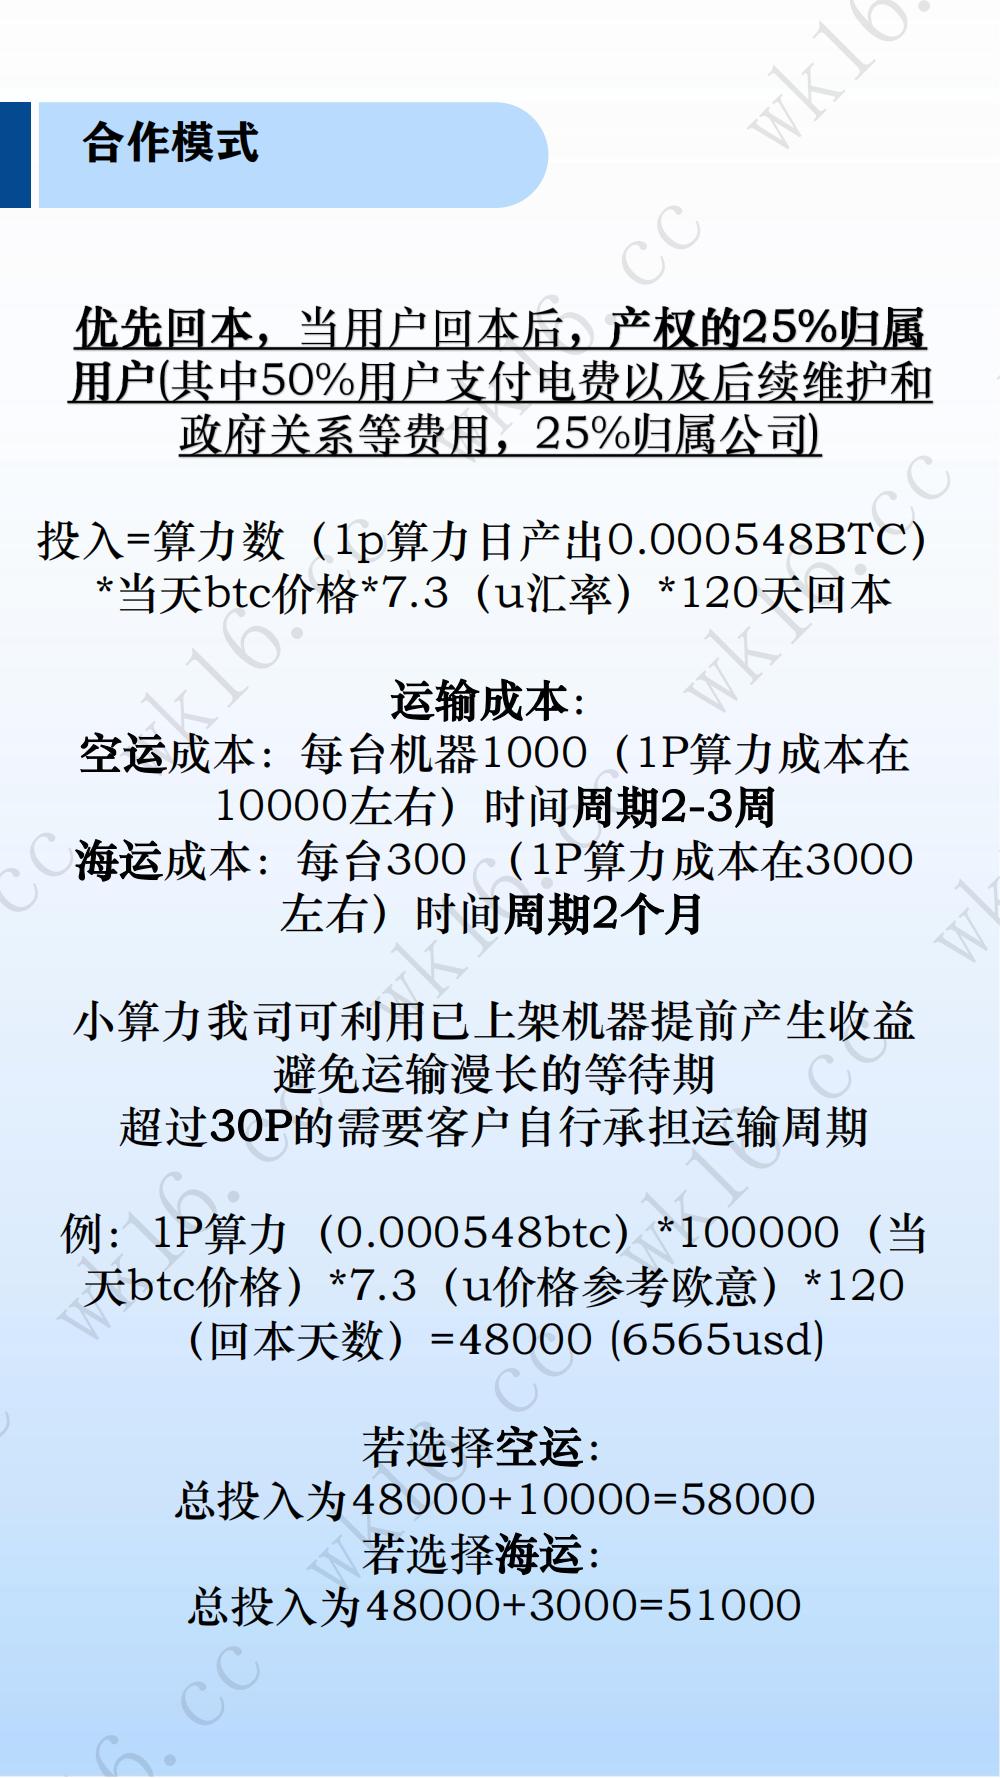 合作模式
优先回本，当用户回本后，产权的25%归属
用户(其中50%用户支付电费以及后续维护和
政府关系等费用，25%归属公司)
投入=算力数（1p算力日产出0.000548BTC）
*当天btc价格*7.3（u汇率）*120天回本
运输成本：
空运成本：每台机器1000（1P算力成本在
10000左右）时间周期2-3周
海运成本：每台300 （1P算力成本在3000
左右）时间周期2个月
小算力我司可利用已上架机器提前产生收益
避免运输漫长的等待期
超过30P的需要客户自行承担运输周期
例：1P算力（0.000548btc）*100000（当
天btc价格）*7.3（u价格参考欧意）*120
（回本天数）=48000 (6565usd)
若选择空运：
总投入为48000+10000=58000
若选择海运：
总投入为48000+3000=51000
wk16.cc